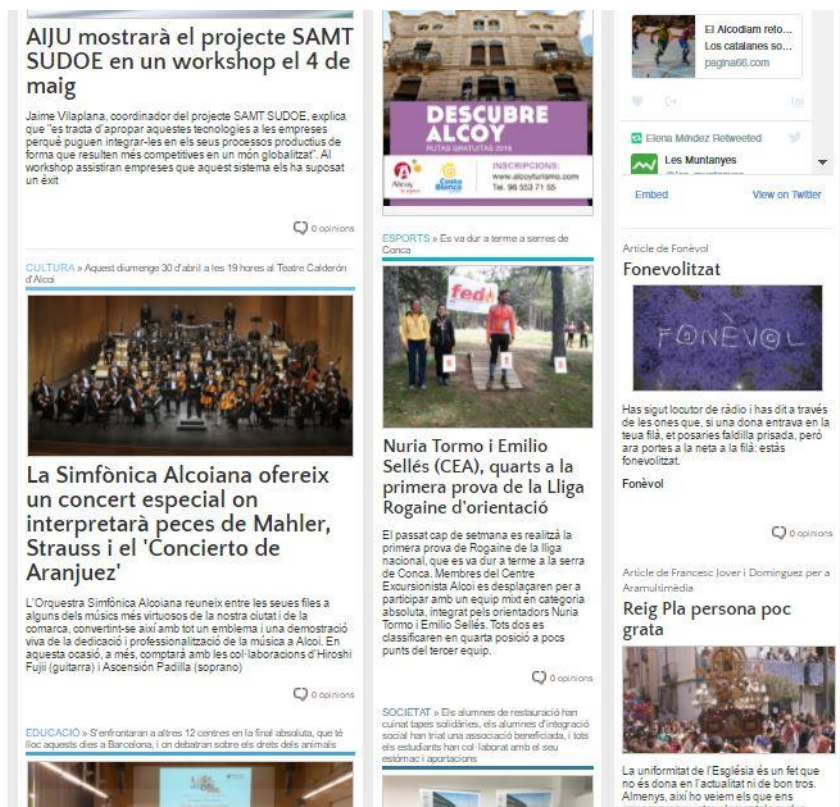 AIJU mostrarà el projecte SAMT
SUDOE en un workshop el 4 de
maig
Jaime Vilaplana, coordinador del projecte SAMT SUDOE, explica
que "es tracta d'apropar aquestes tecnologies a les empreses
perquè puguen integrar-les en els seus processos productius de
forma que resulten més competitives en un món globalitzat". Al
workshop assistiran empreses que aquest sistema els ha suposat
un èxit
0 opinions
CULTURA » Aquest diumenge 30 d'abril a les 19 hores al Teatre Calderón
d'Alcoi
La Simfònica Alcoiana ofereix
un concert especial on
interpretarà peces de Mahler,
Strauss i el 'Concierto de
Aranjuez'
L'Orquestra Simfònica Alcoiana reuneix entre les seues files a
alguns dels músics més virtuosos de la nostra ciutat i de la
comarca, convertint-se així amb tot un emblema i una demostració
viva de la dedicació i professionalització de la música a Alcoi. En
aquesta ocasió, a més, comptarà amb les col·laboracions d'Hiroshi
Fujii (guitarra) i Ascensión Padilla (soprano)
0 opinions
EDUCACIÓ » S'enfrontaran a altres 12 centres en la final absoluta, que té
lloc aquests dies a Barcelona, i on debatran sobre els drets dels animals
DESCUBRE
ALCOY
RUTAS GRATUITAS 2016
Alcoy
Costa
Blanca
INSCRIPCIONS:
www.alcoyturismo.com
Tel. 96 553 71 55
ESPORTS » Es va dur a terme a serres de
Conca
fedo
Nuria Tormo i Emilio
Sellés (CEA), quarts a la
primera prova de la Lliga
Rogaine d'orientació
El passat cap de setmana es realitzà la
primera prova de Rogaine de la lliga
nacional, que es va dur a terme a la serra
de Conca. Membres del Centre
Excursionista Alcoi es desplaçaren per a
participar amb un equip mixt en categoria
absoluta, integrat pels orientadors Nuria
Tormo i Emilio Sellés. Tots dos es
classificaren en quarta posició a pocs
punts del tercer equip.
0 opinions
SOCIETAT » Els alumnes de restauració han
cuinat tapes solidàries, els alumnes d'integració
social han triat una associació beneficiada, i tots
els estudiants han col·laborat amb el seu
estómac i aportacions
El Alcodiam reto...
Los catalanes so...
pagina66.com
Elena Méndez Retweeted
Les Muntanyes
Embed
View on Twitter
Article de Fonèvol
Fonevolitzat
FONÈVOL
Has sigut locutor de ràdio i has dit a través
de les ones que, si una dona entrava en la
teua filà, et posaries faldilla prisada, però
ara portes a la neta a la filà: estàs
fonevolitzat.
Fonèvol
0 opinions
Article de Francesc Jover i Domínguez per a
Aramultimèdia
Reig Pla persona poc
grata
La uniformitat de l'Església és un fet que
no és dona en l'actualitat ni de bon tros.
Almenys, així ho veiem els que ens